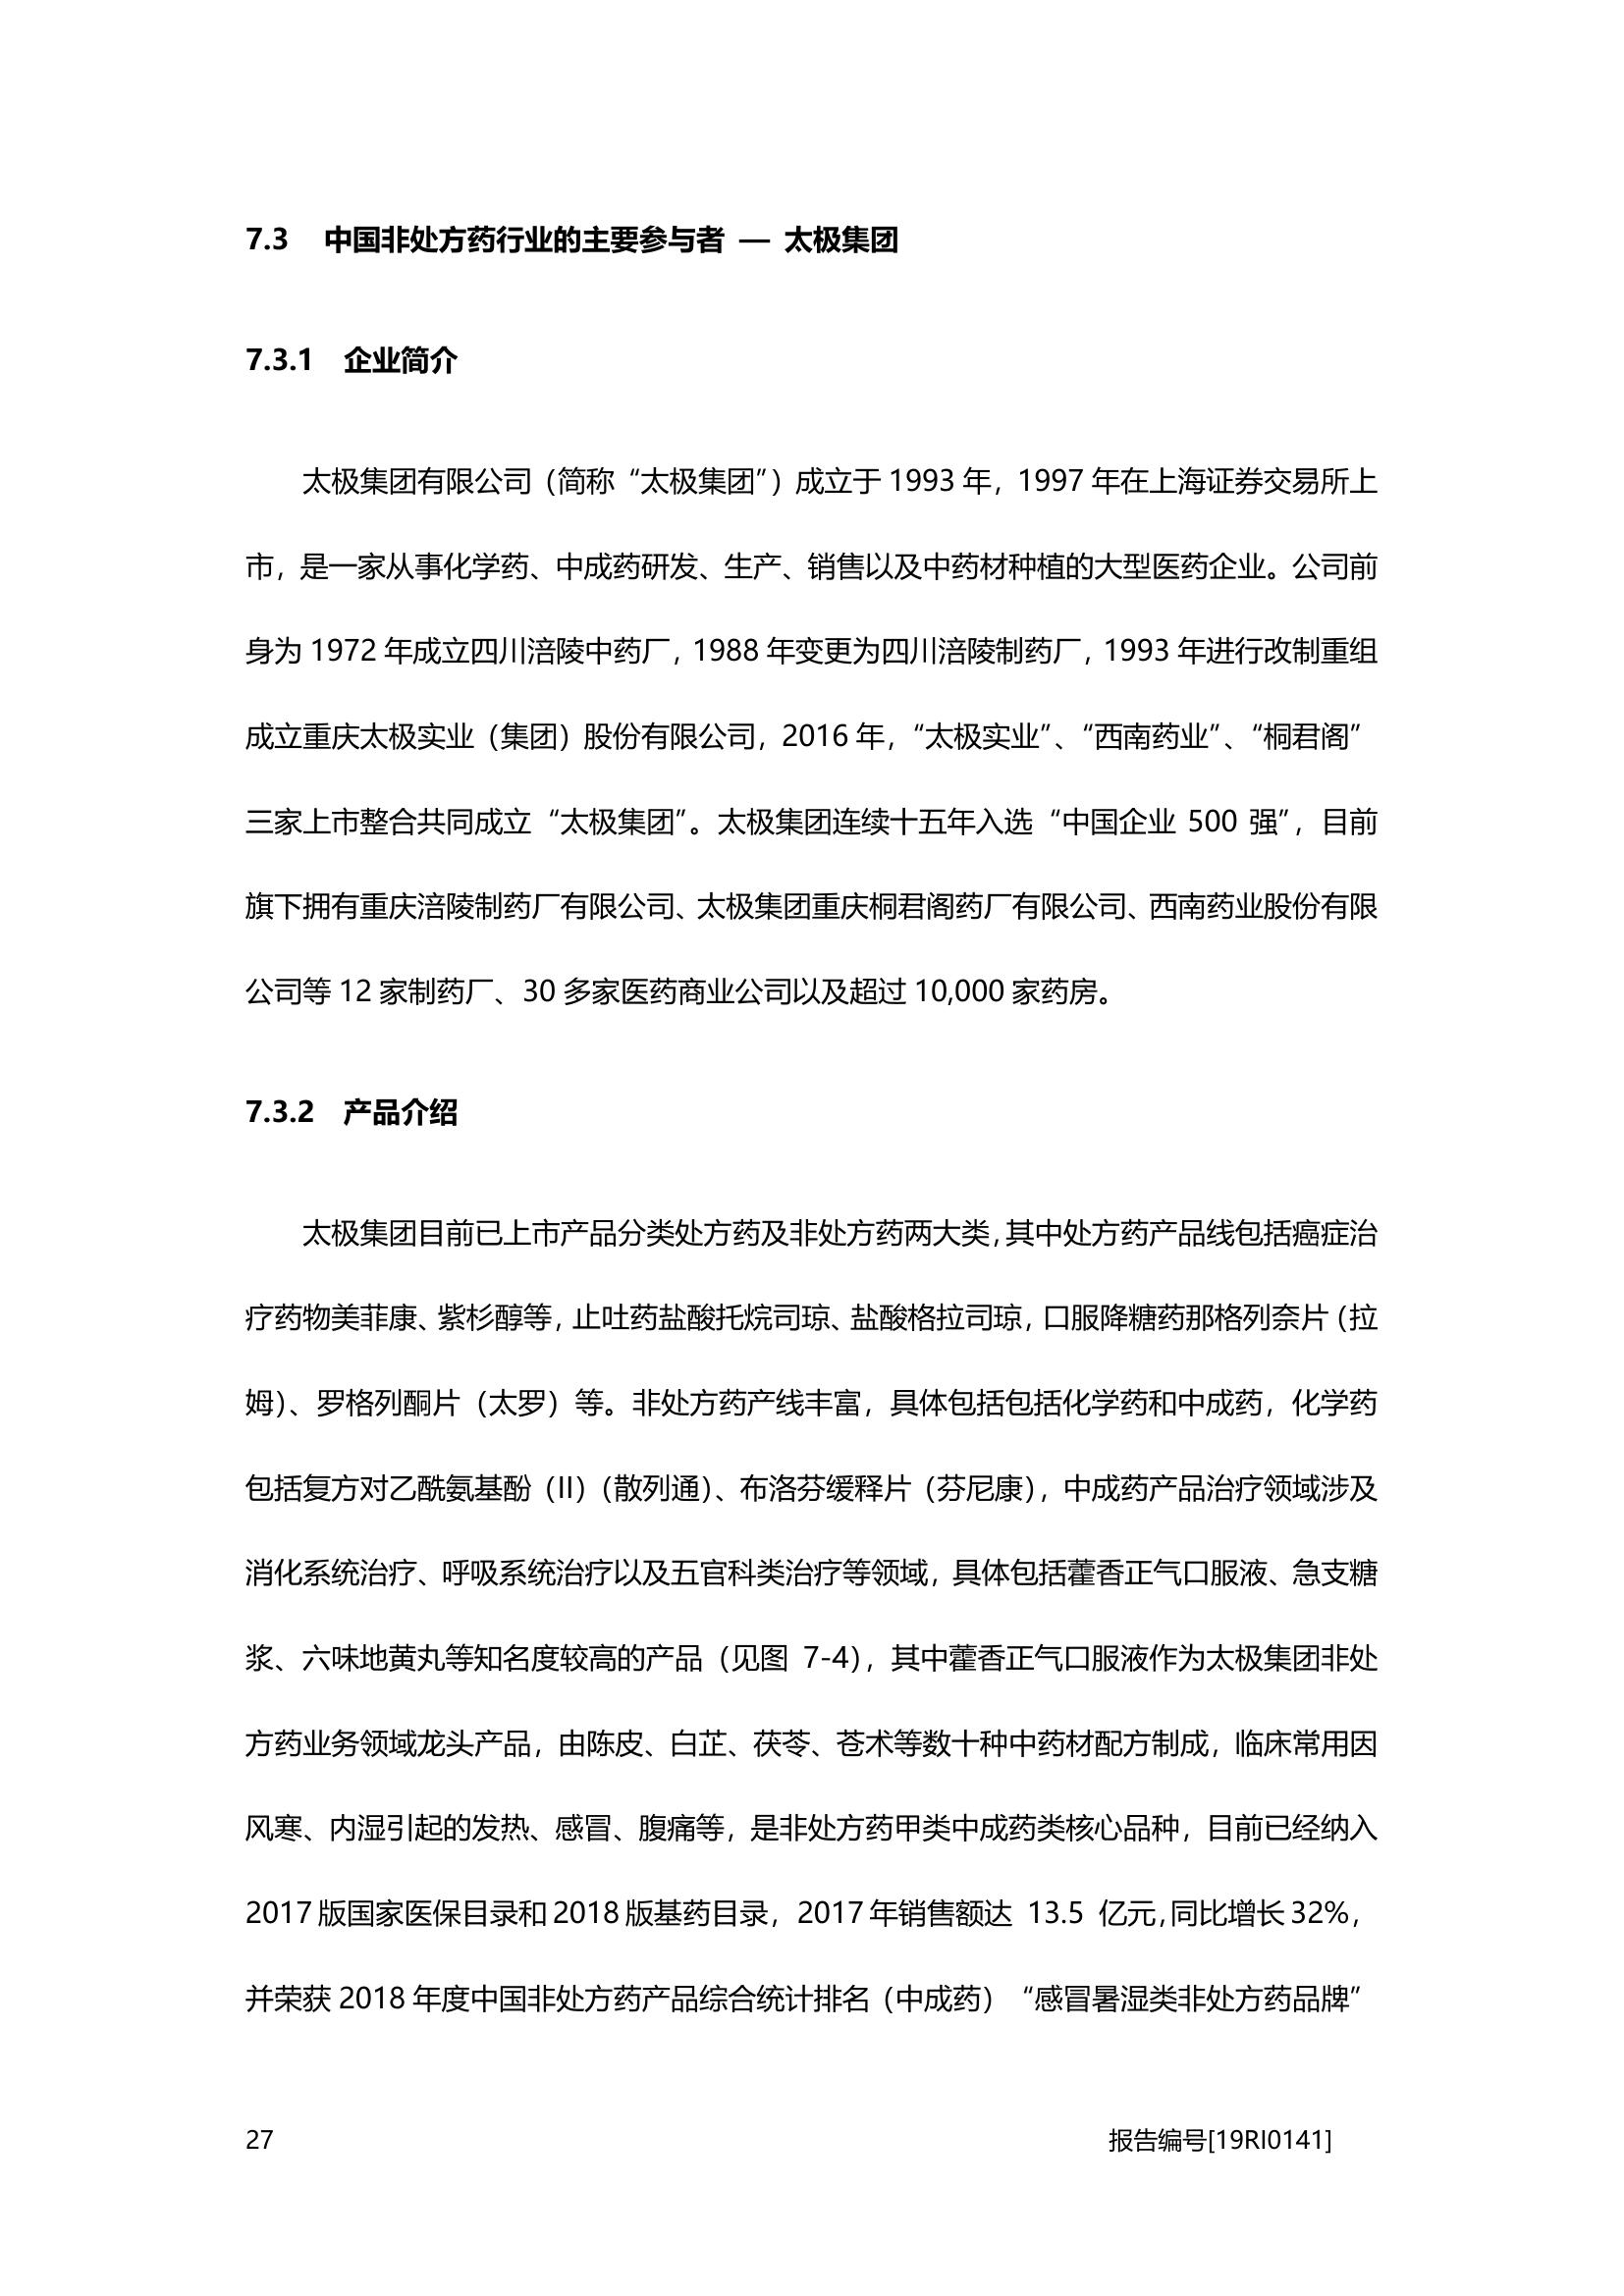 7.3 中国非处方药行业的主要参与者 — 太极集团
7.3.1 企业简介
太极集团有限公司（简称“太极集团”）成立于 1993 年，1997 年在上海证券交易所上
市，是一家从事化学药、中成药研发、生产、销售以及中药材种植的大型医药企业。公司前
身为 1972 年成立四川涪陵中药厂，1988 年变更为四川涪陵制药厂，1993 年进行改制重组
成立重庆太极实业（集团）股份有限公司，2016 年，“太极实业”、“西南药业”、“桐君阁”
三家上市整合共同成立“太极集团”。太极集团连续十五年入选“中国企业 500 强”，目前
旗下拥有重庆涪陵制药厂有限公司、太极集团重庆桐君阁药厂有限公司、西南药业股份有限
公司等 12 家制药厂、30 多家医药商业公司以及超过 10,000 家药房。
7.3.2 产品介绍
太极集团目前已上市产品分类处方药及非处方药两大类，其中处方药产品线包括癌症治
疗药物美菲康、紫杉醇等，止吐药盐酸托烷司琼、盐酸格拉司琼，口服降糖药那格列奈片（拉
姆）、罗格列酮片（太罗）等。非处方药产线丰富，具体包括包括化学药和中成药，化学药
包括复方对乙酰氨基酚（II）（散列通）、布洛芬缓释片（芬尼康），中成药产品治疗领域涉及
消化系统治疗、呼吸系统治疗以及五官科类治疗等领域，具体包括藿香正气口服液、急支糖
浆、六味地黄丸等知名度较高的产品（见图 7-4），其中藿香正气口服液作为太极集团非处
方药业务领域龙头产品，由陈皮、白芷、茯苓、苍术等数十种中药材配方制成，临床常用因
风寒、内湿引起的发热、感冒、腹痛等，是非处方药甲类中成药类核心品种，目前已经纳入
2017 版国家医保目录和 2018 版基药目录，2017 年销售额达 13.5 亿元，同比增长 32%，
并荣获 2018 年度中国非处方药产品综合统计排名（中成药）“感冒暑湿类非处方药品牌”
27 报告编号[19RI0141]